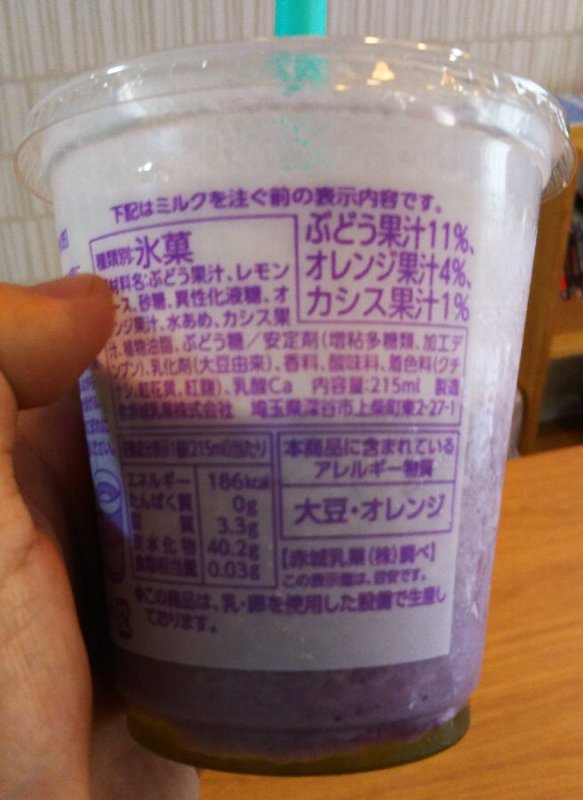 下記はミルクを注ぐ前の表示内容です。
種類別:氷菓
ぶどう果汁11%、
オレンジ果汁4%、
カシス果汁1%
材料名:ぶどう果汁、レモン
ース、砂糖、異性化液糖、オ
ンジ果汁、水あめ、カシス果
汁、植物油脂、ぶどう糖/安定剤(増粘多糖類、加工デ
ンプン)、乳化剤(大豆由来)、香料、酸味料、着色料(クチ
ナシ、紅花黄、紅麹)、乳酸Ca 内容量:215ml 製造
者:赤城乳業株式会社 埼玉県深谷市上柴町東2-27-1
成分表示1個(215ml)当たり
エネルギー 186kcal
たんぱく質 0g
脂質 3.3g
炭水化物 40.2g
食塩相当量 0.03g
本商品に含まれている
アレルギー物質
大豆・オレンジ
【赤城乳業(株)調べ】
この表示値は、目安です。
◆この商品は、乳・卵を使用した設備で生産し
ております。